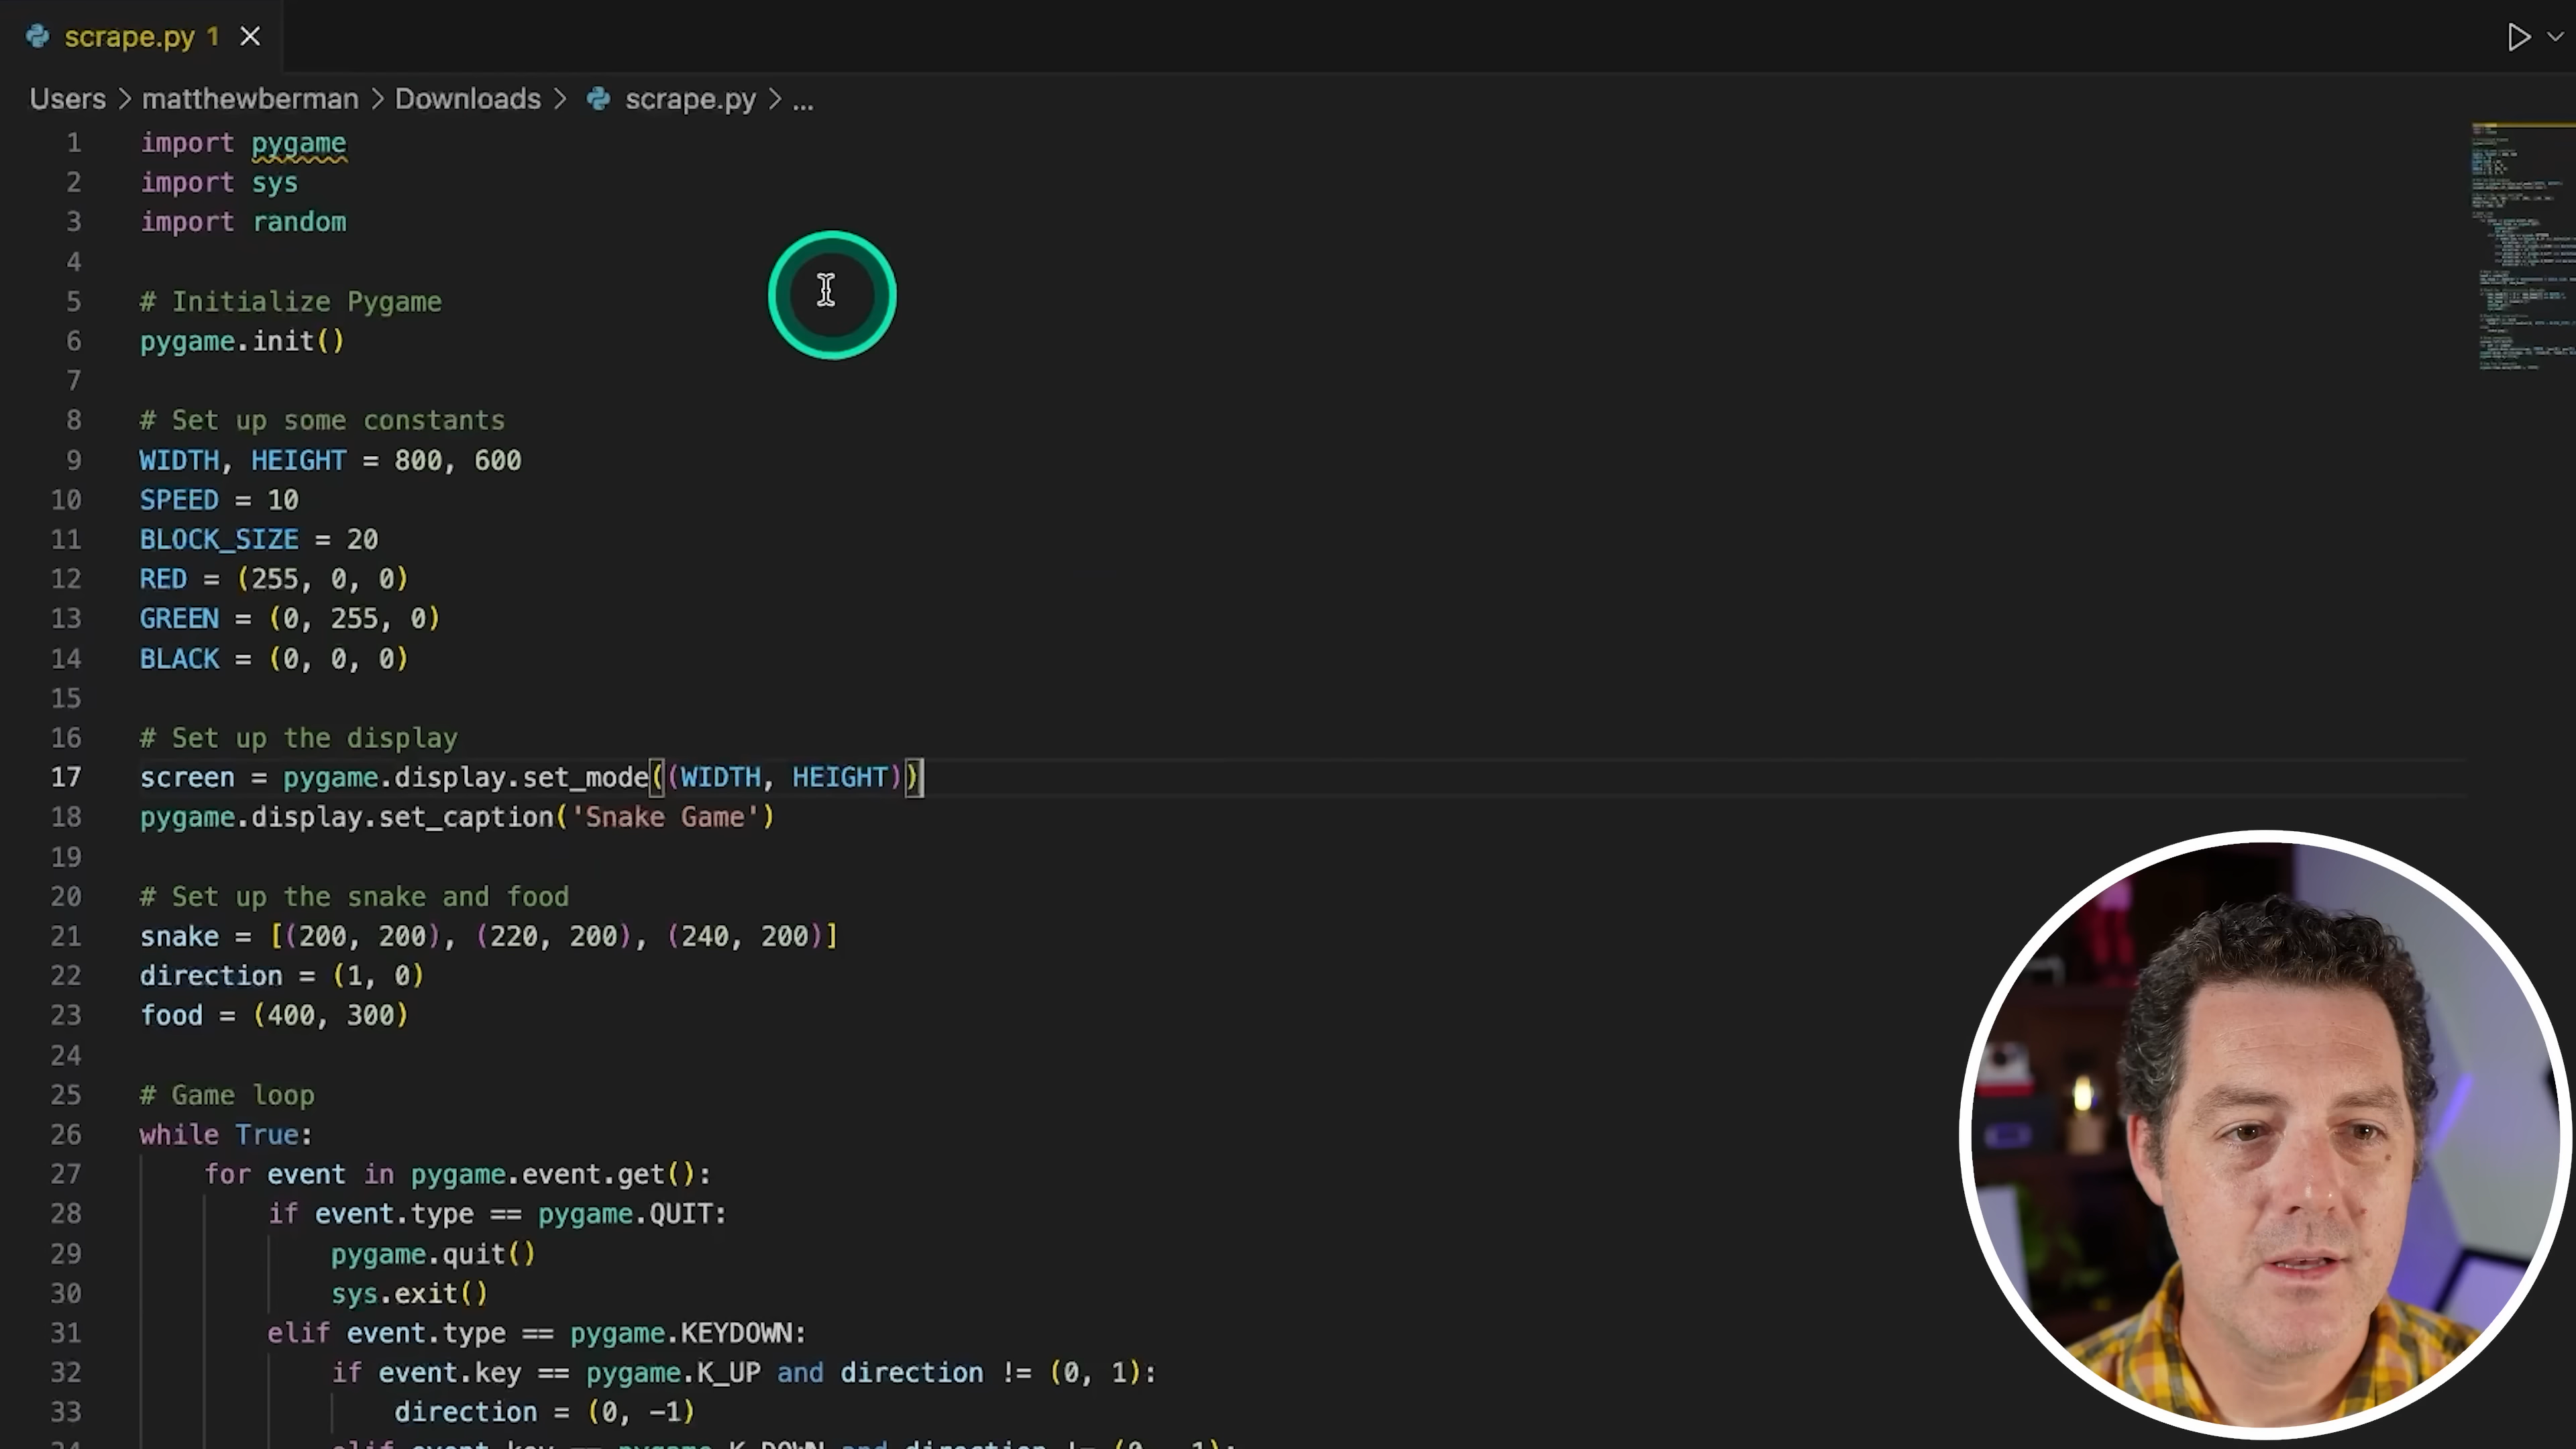 scrape.py 1
Users > matthewberman > Downloads > scrape.py > ...
1 import pygame
2 import sys
3 import random
4
5 # Initialize Pygame
6 pygame.init()
7
8 # Set up some constants
9 WIDTH, HEIGHT = 800, 600
10 SPEED = 10
11 BLOCK_SIZE = 20
12 RED = (255, 0, 0)
13 GREEN = (0, 255, 0)
14 BLACK = (0, 0, 0)
15
16 # Set up the display
17 screen = pygame.display.set_mode((WIDTH, HEIGHT))
18 pygame.display.set_caption('Snake Game')
19
20 # Set up the snake and food
21 snake = [(200, 200), (220, 200), (240, 200)]
22 direction = (1, 0)
23 food = (400, 300)
24
25 # Game loop
26 while True:
27     for event in pygame.event.get():
28         if event.type == pygame.QUIT:
29             pygame.quit()
30             sys.exit()
31         elif event.type == pygame.KEYDOWN:
32             if event.key == pygame.K_UP and direction != (0, 1):
33                 direction = (0, -1)